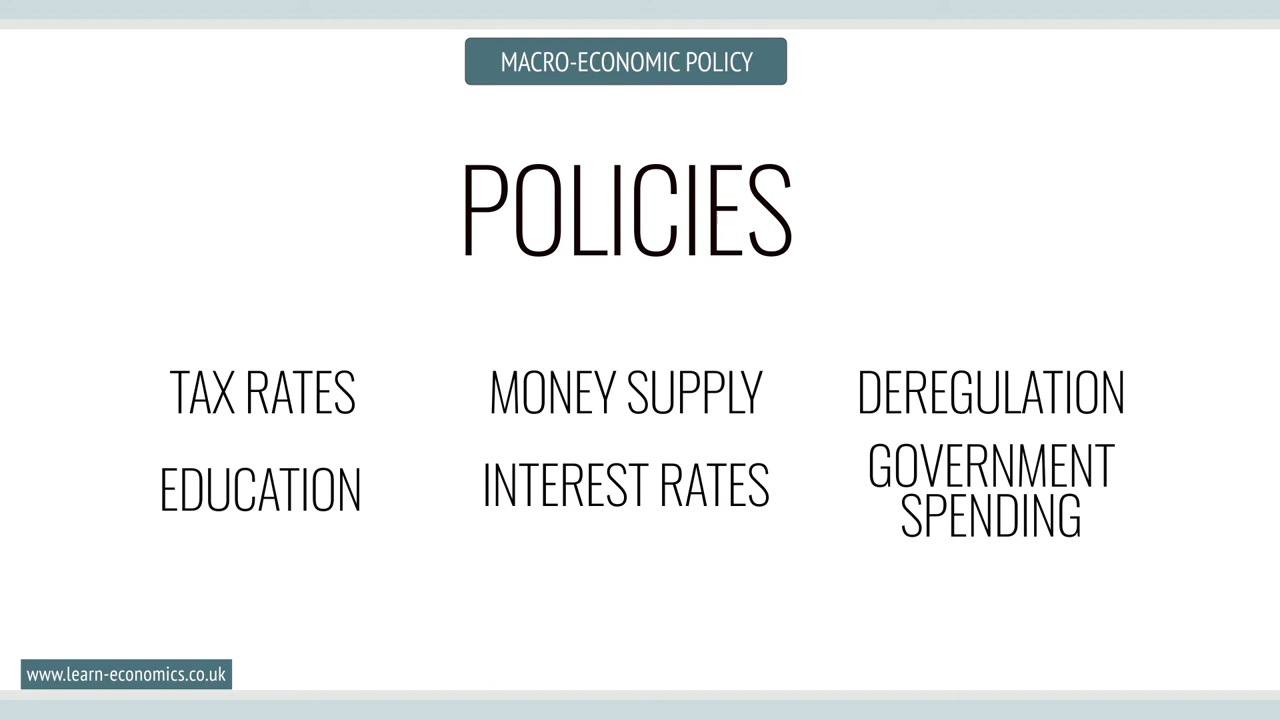 MACRO-ECONOMIC POLICY
POLICIES
TAX RATES
MONEY SUPPLY
DEREGULATION
EDUCATION
INTEREST RATES
GOVERNMENT
SPENDING
www.learn-economics.co.uk